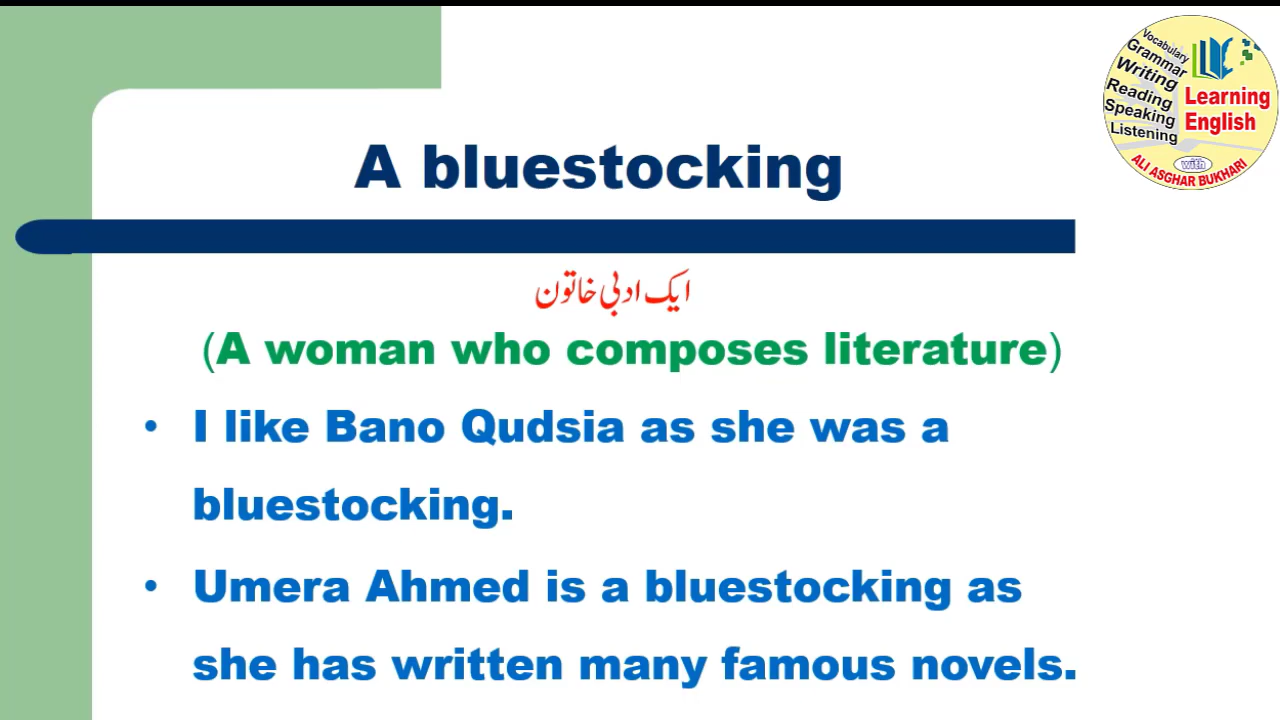 Vocabulary
Grammar
Writing
Reading
Speaking
Listening
Learning
English
with
ALI ASGHAR BUKHARI
A bluestocking
ایک ادبی خاتون
(A woman who composes literature)
• I like Bano Qudsia as she was a
bluestocking.
• Umera Ahmed is a bluestocking as
she has written many famous novels.